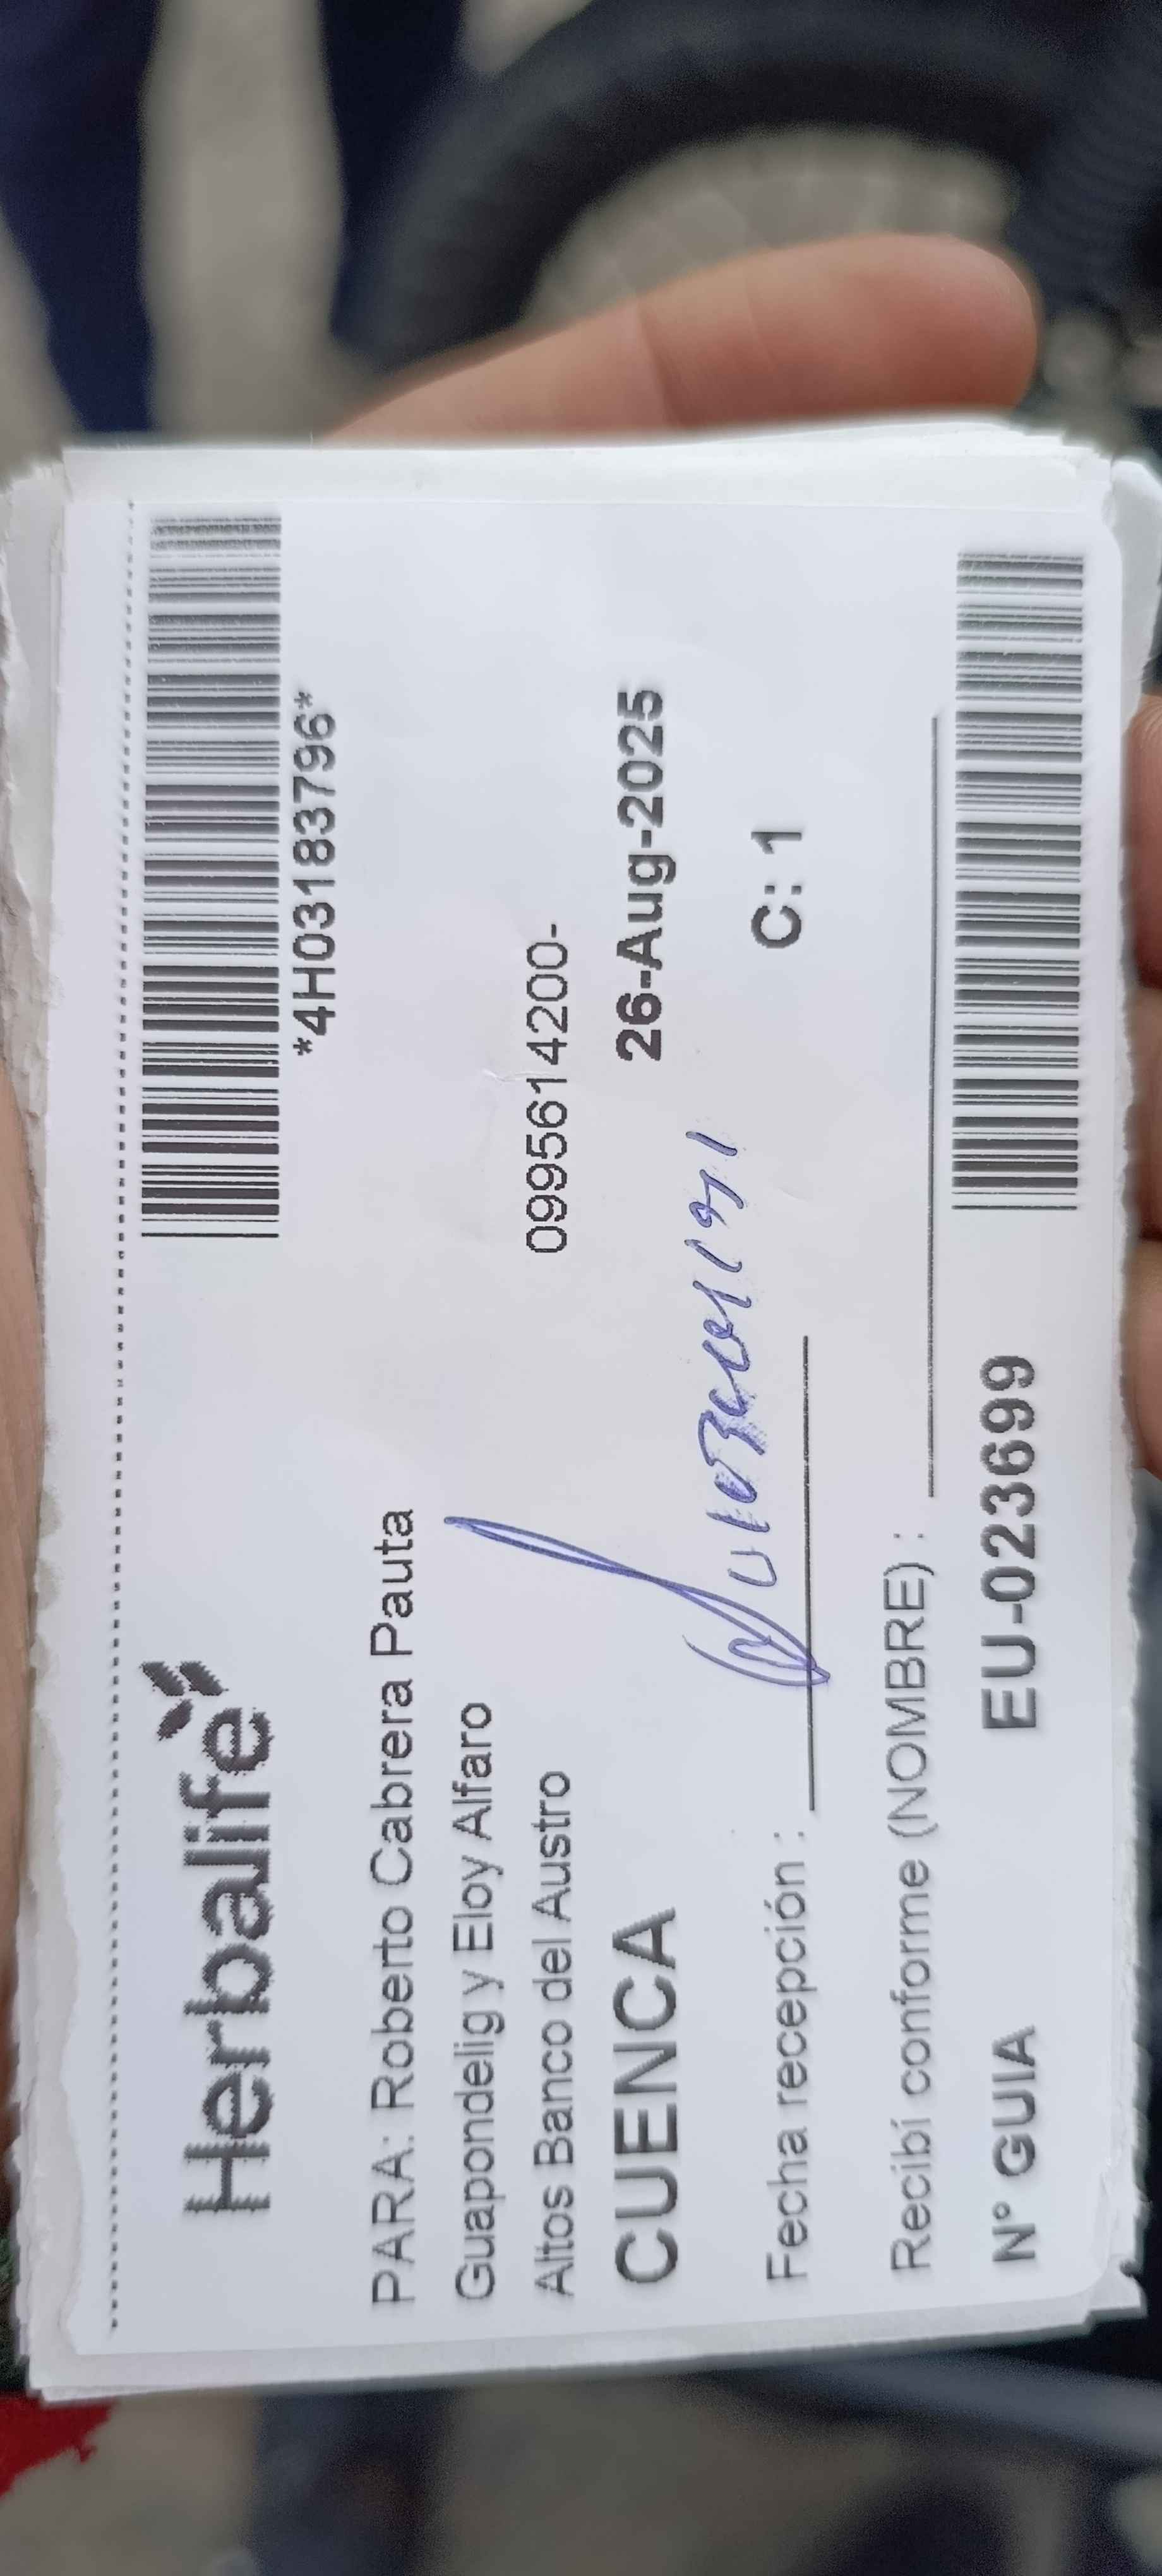 Herbalife
*4H03183796*
PARA: Roberto Cabrera Pauta
Guapondelig y Eloy Alfaro
Altos Banco del Austro
0995614200-
CUENCA
26-Aug-2025
Fecha recepción :
C: 1
Recibí conforme (NOMBRE) :
N° GUIA
EU-023699